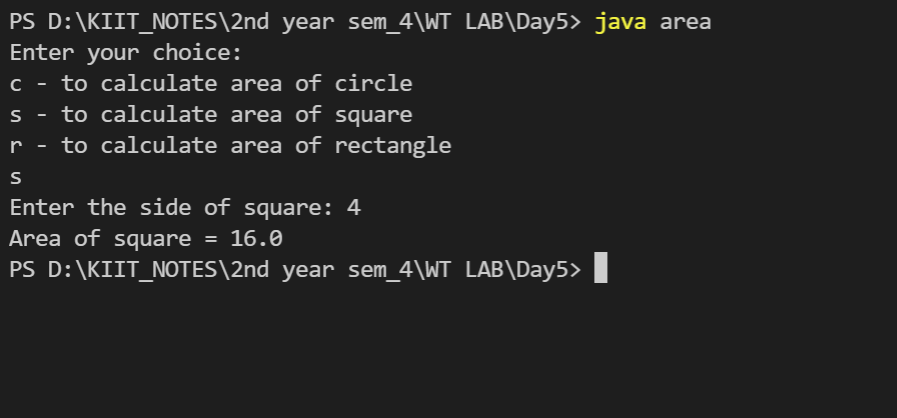 PS D:\KIIT_NOTES\2nd year sem_4\WT LAB\Day5> java area
Enter your choice:
c - to calculate area of circle
s - to calculate area of square
r - to calculate area of rectangle
s
Enter the side of square: 4
Area of square = 16.0
PS D:\KIIT_NOTES\2nd year sem_4\WT LAB\Day5>